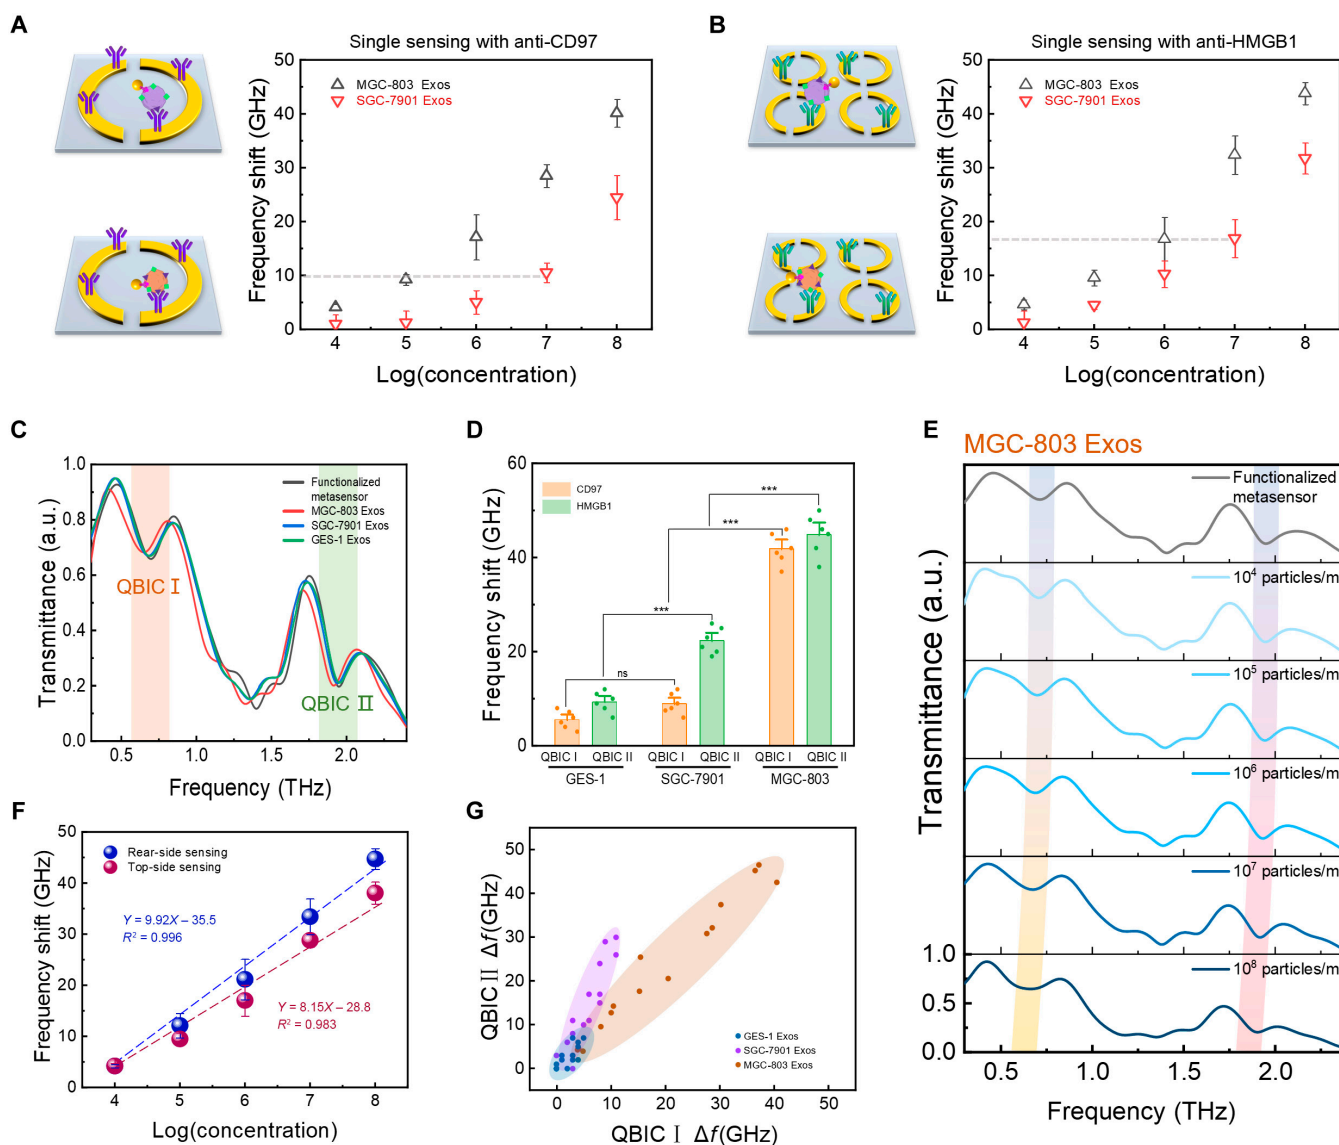 A
Single sensing with anti-CD97
Frequency shift (GHz)
50
40
30
20
10
0
MGC-803 Exos
SGC-7901 Exos
4 5 6 7 8
Log(concentration)
B
Single sensing with anti-HMGB1
Frequency shift (GHz)
50
40
30
20
10
0
MGC-803 Exos
SGC-7901 Exos
4 5 6 7 8
Log(concentration)
C
Transmittance (a.u.)
1.0
0.8
0.6
0.4
0.2
0.0
Functionalized
metasensor
MGC-803 Exos
SGC-7901 Exos
GES-1 Exos
QBIC I
QBIC II
0.5 1.0 1.5 2.0
Frequency (THz)
D
Frequency shift (GHz)
60
40
20
0
CD97
HMGB1
***
***
***
ns
QBIC I QBIC II QBIC I QBIC II QBIC I QBIC II
GES-1 SGC-7901 MGC-803
E
MGC-803 Exos
Transmittance (a.u.)
Functionalized
metasensor
10⁴ particles/m
10⁵ particles/m
10⁶ particles/m
10⁷ particles/m
10⁸ particles/m
1.0
0.5
0.0
0.5 1.0 1.5 2.0
Frequency (THz)
F
Frequency shift (GHz)
50
40
30
20
10
0
Rear-side sensing
Top-side sensing
Y = 9.92X – 35.5
R² = 0.996
Y = 8.15X – 28.8
R² = 0.983
4 5 6 7 8
Log(concentration)
G
QBIC II Δf(GHz)
50
40
30
20
10
0
GES-1 Exos
SGC-7901 Exos
MGC-803 Exos
0 10 20 30 40 50
QBIC I Δf(GHz)